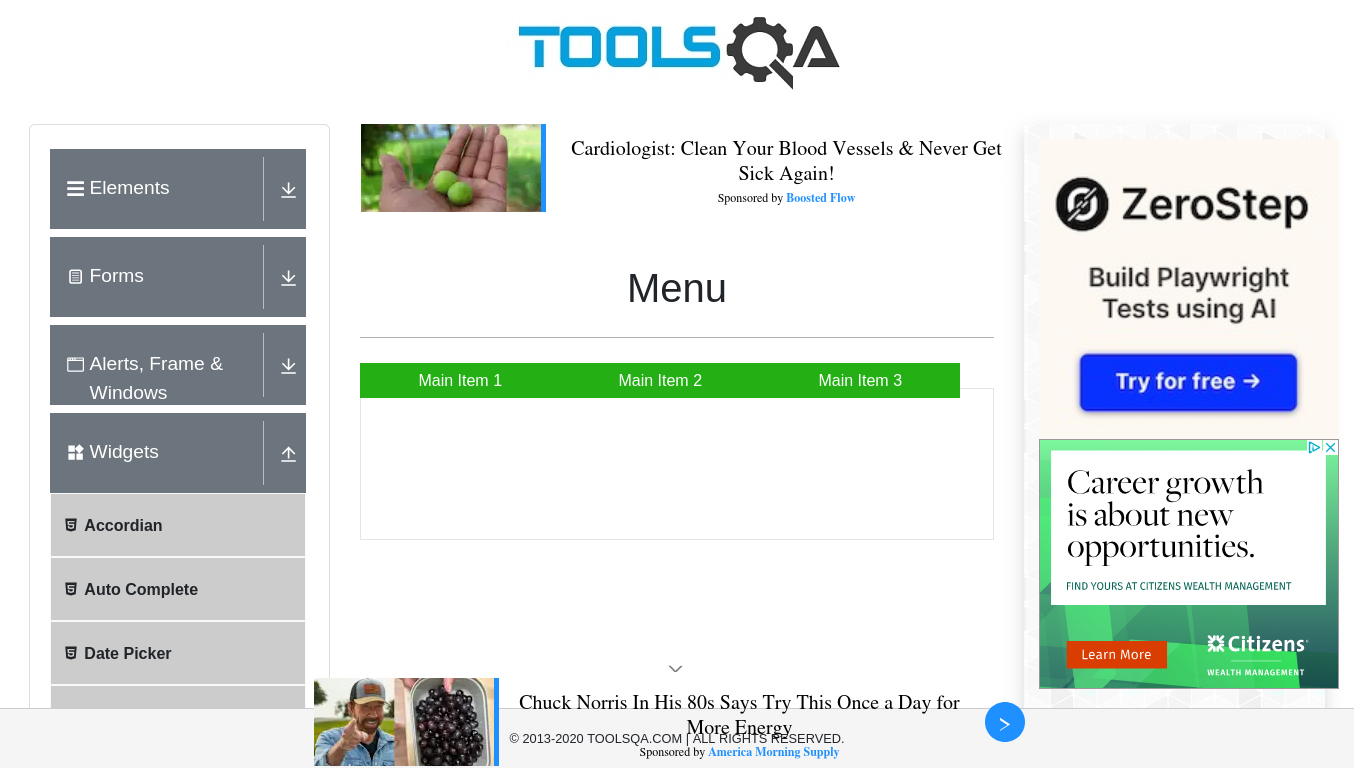 TOOLSQA
Elements
Forms
Alerts, Frame &
Windows
Widgets
Accordian
Auto Complete
Date Picker
Cardiologist: Clean Your Blood Vessels & Never Get
Sick Again!
Sponsored by Boosted Flow
Menu
Main Item 1
Main Item 2
Main Item 3
ZeroStep
Build Playwright
Tests using AI
Try for free →
Career growth
is about new
opportunities.
FIND YOURS AT CITIZENS WEALTH MANAGEMENT
Learn More
Citizens
WEALTH MANAGEMENT
Chuck Norris In His 80s Says Try This Once a Day for
More Energy
© 2013-2020 TOOLSQA.COM | ALL RIGHTS RESERVED.
Sponsored by America Morning Supply